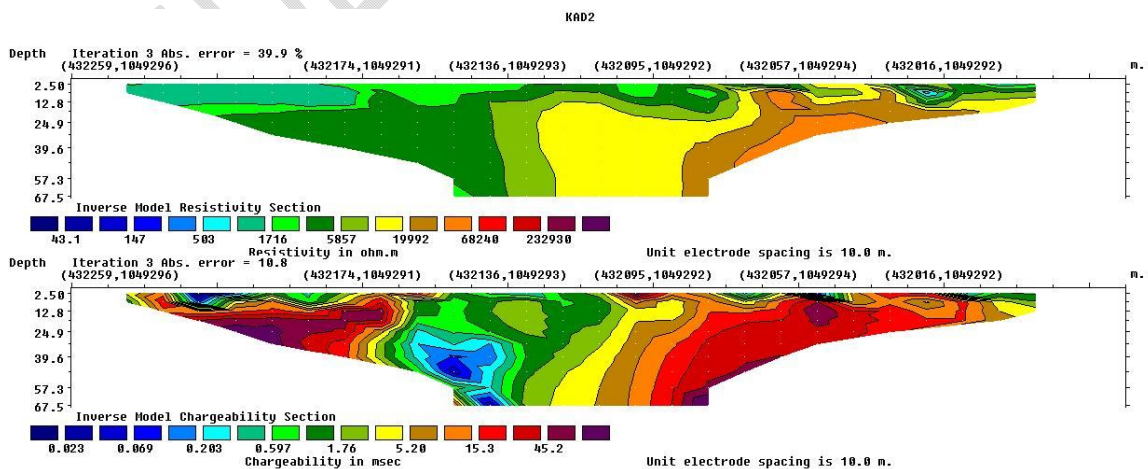 KAD2
Depth Iteration 3 Abs. error = 39.9 %
(432259,1049296) (432174,1049291) (432136,1049293) (432095,1049292) (432057,1049294) (432016,1049292) m.
2.50
12.8
24.9
39.6
57.3
67.5
Inverse Model Resistivity Section
43.1 147 503 1716 5857 19992 68240 232930
Resistivity in ohm.m Unit electrode spacing is 10.0 m.
Depth Iteration 3 Abs. error = 10.8
(432259,1049296) (432174,1049291) (432136,1049293) (432095,1049292) (432057,1049294) (432016,1049292) m.
2.50
12.8
24.9
39.6
57.3
67.5
Inverse Model Chargeability Section
0.023 0.069 0.203 0.597 1.76 5.20 15.3 45.2
Chargeability in msec Unit electrode spacing is 10.0 m.